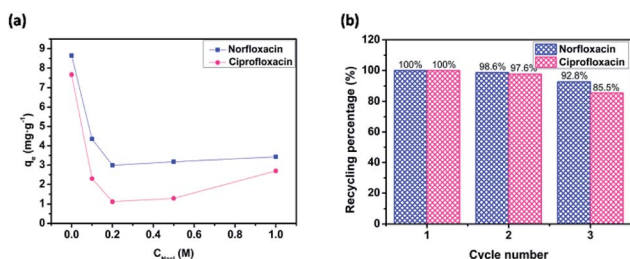 (a)
Norfloxacin
Ciprofloxacin
qe (mg·g-1)
9
8
7
6
5
4
3
2
1
0
0.0 0.2 0.4 0.6 0.8 1.0
CNaCl (M)
(b)
Norfloxacin
Ciprofloxacin
Recycling percentage (%)
120
100
80
60
40
20
0
100% 100% 98.6% 97.6% 92.8% 85.5%
1 2 3
Cycle number